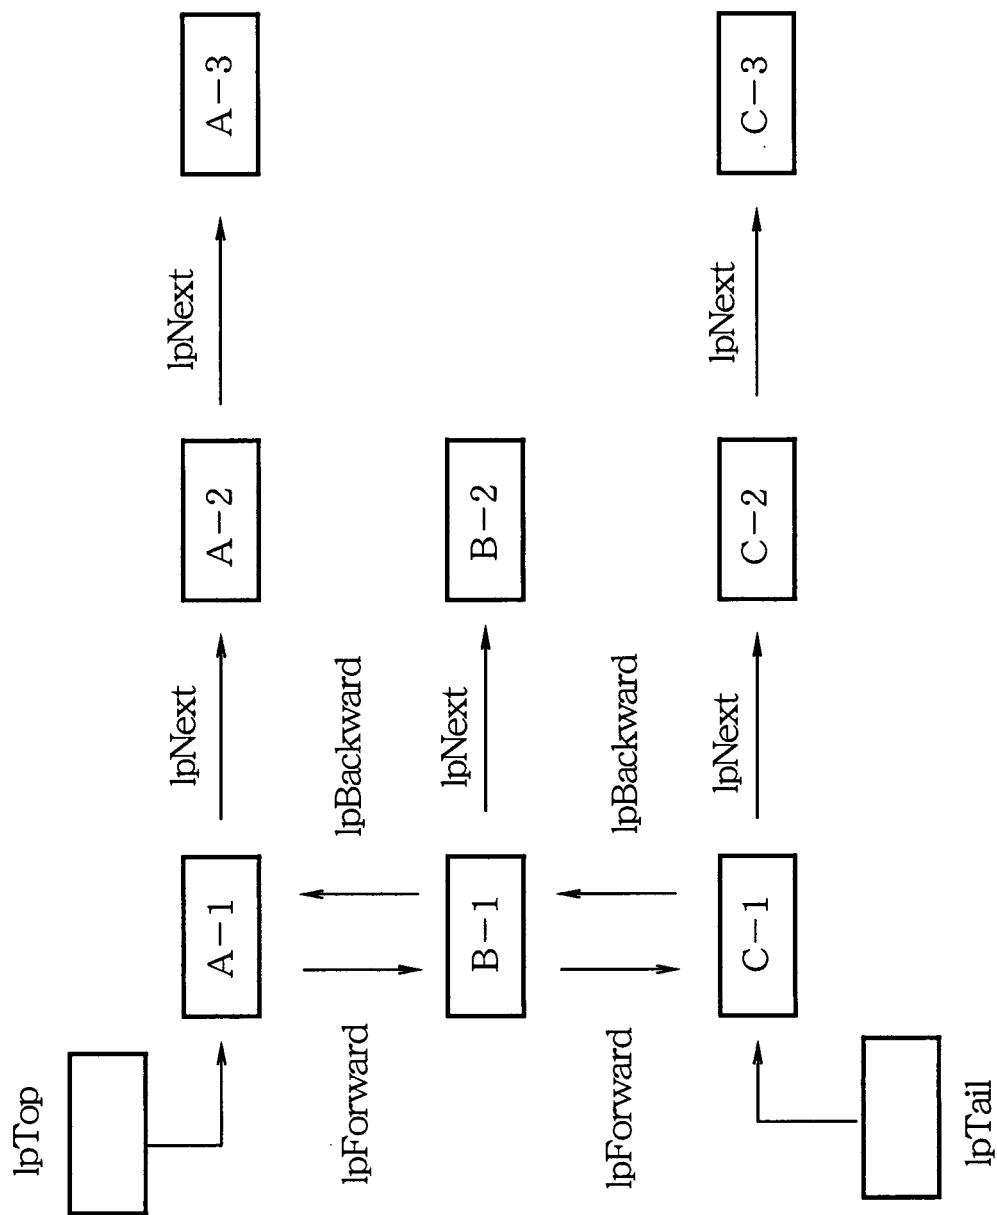 lpTop
lpNext
lpNext
A-1
A-2
A-3
lpForward
lpBackward
lpNext
B-1
B-2
lpForward
lpBackward
lpNext
lpNext
C-1
C-2
C-3
lpTail